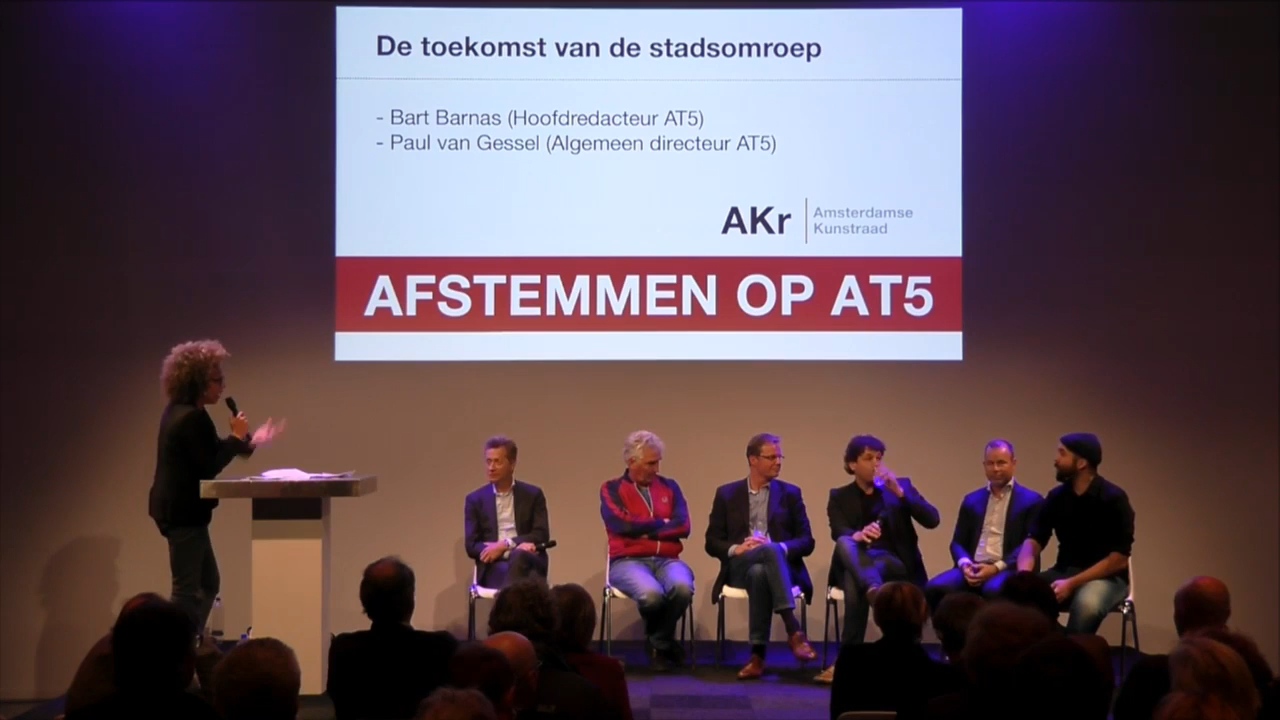 De toekomst van de stadsomroep
- Bart Barnas (Hoofdredacteur AT5)
- Paul van Gessel (Algemeen directeur AT5)
AKr
Amsterdamse
Kunstraad
AFSTEMMEN OP AT5